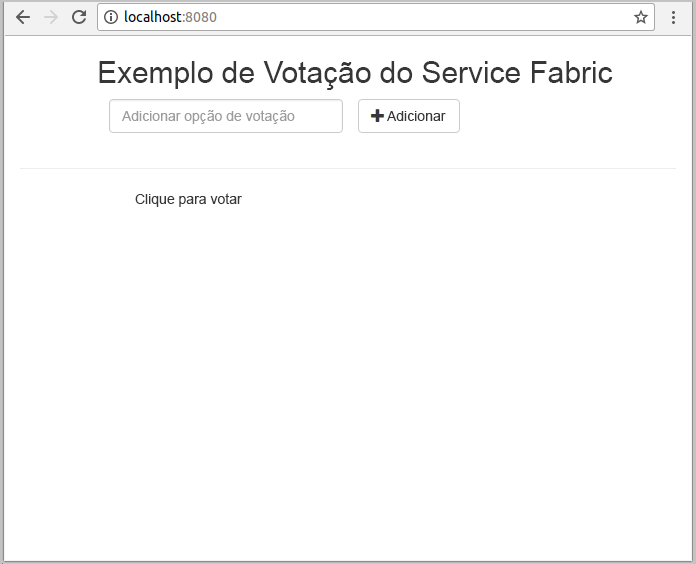 localhost:8080
Exemplo de Votação do Service Fabric
Adicionar opção de votação
Adicionar
Clique para votar